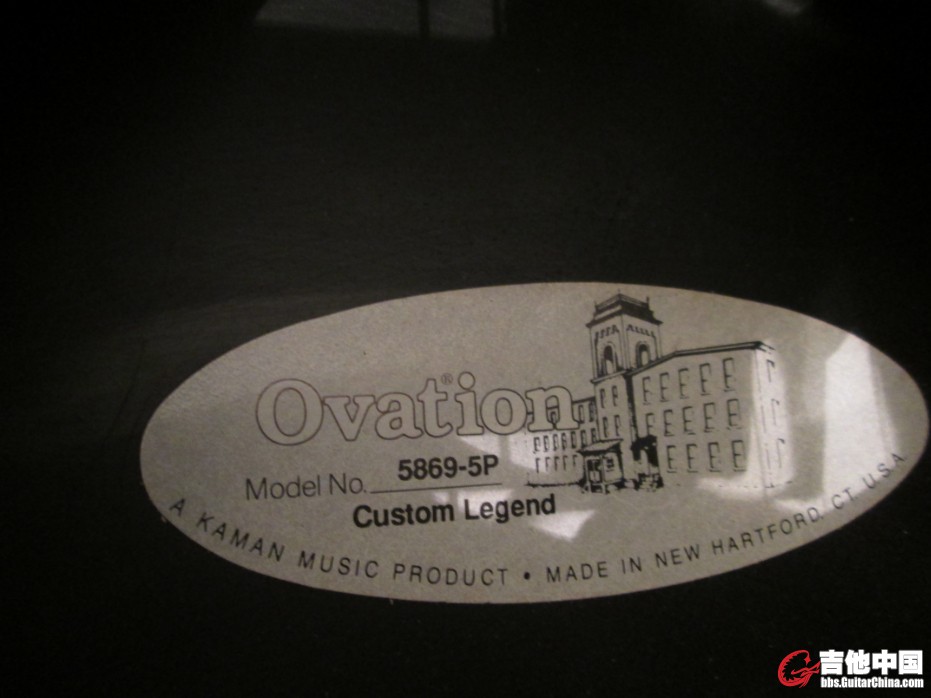 Ovation®
Model No. 5869-5P
Custom Legend
A KAMAN MUSIC PRODUCT • MADE IN NEW HARTFORD, CT. U.S.A
吉他中国
bbs.GuitarChina.com